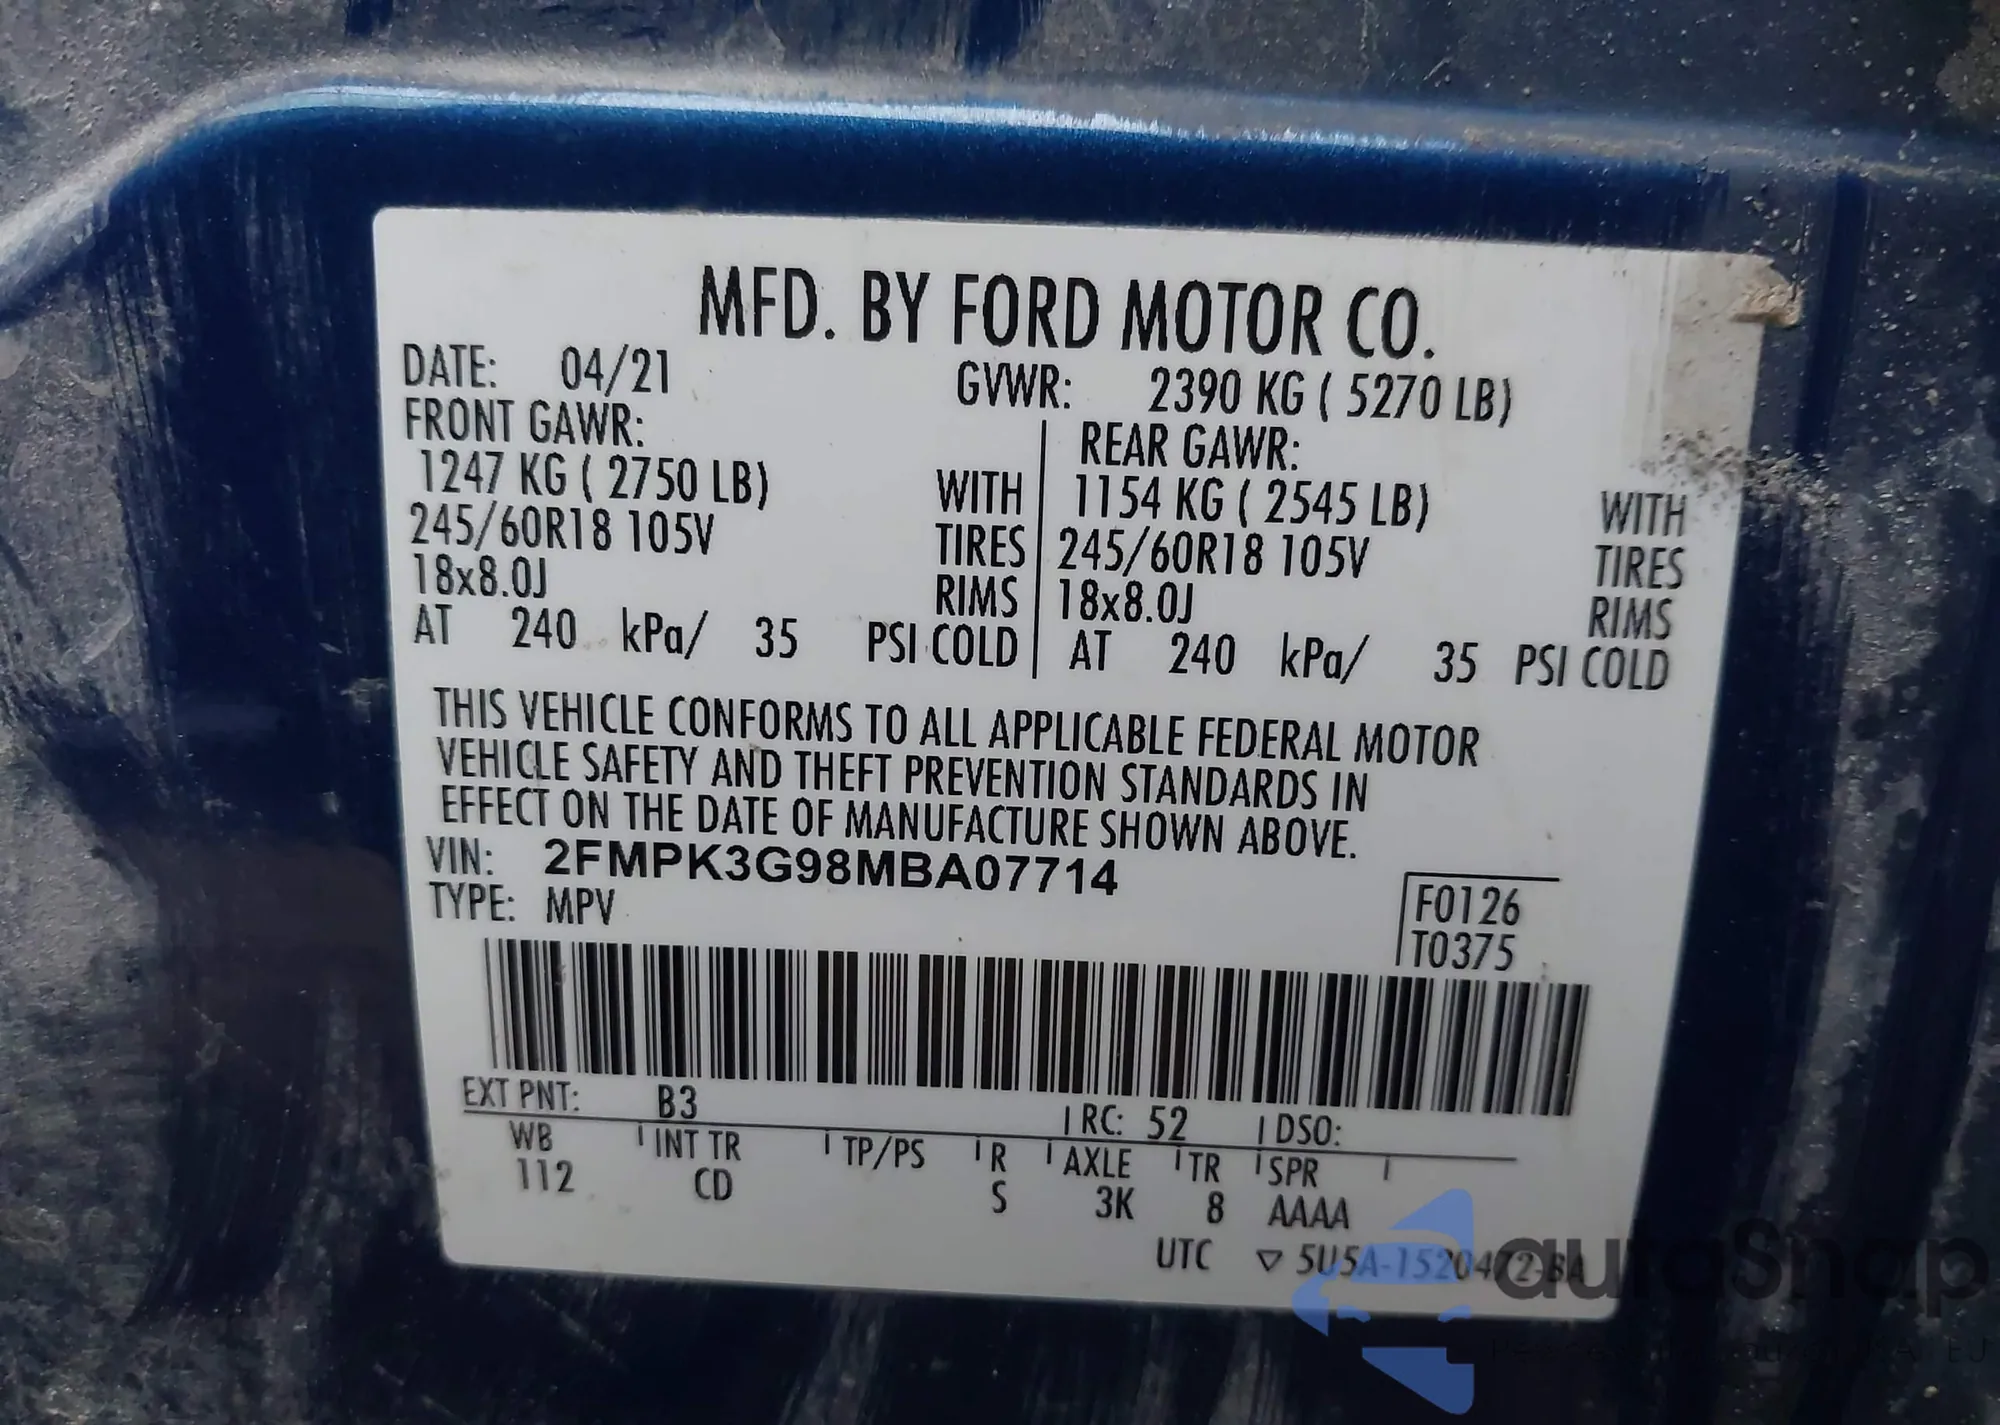 MFD. BY FORD MOTOR CO.
DATE: 04/21 GVWR: 2390 KG ( 5270 LB)
FRONT GAWR: REAR GAWR:
1247 KG ( 2750 LB) WITH 1154 KG ( 2545 LB) WITH
245/60R18 105V TIRES 245/60R18 105V TIRES
18x8.0J RIMS 18x8.0J RIMS
AT 240 kPa/ 35 PSI COLD AT 240 kPa/ 35 PSI COLD
THIS VEHICLE CONFORMS TO ALL APPLICABLE FEDERAL MOTOR
VEHICLE SAFETY AND THEFT PREVENTION STANDARDS IN
EFFECT ON THE DATE OF MANUFACTURE SHOWN ABOVE.
VIN: 2FMPK3G98MBA07714
TYPE: MPV
F0126
T0375
EXT PNT: B3 RC: 52 DSO:
WB INT TR TP/PS R AXLE TR SPR
112 CD S 3K 8 AAAA
UTC ▽ 5U5A-1520472-BA
autoSnap